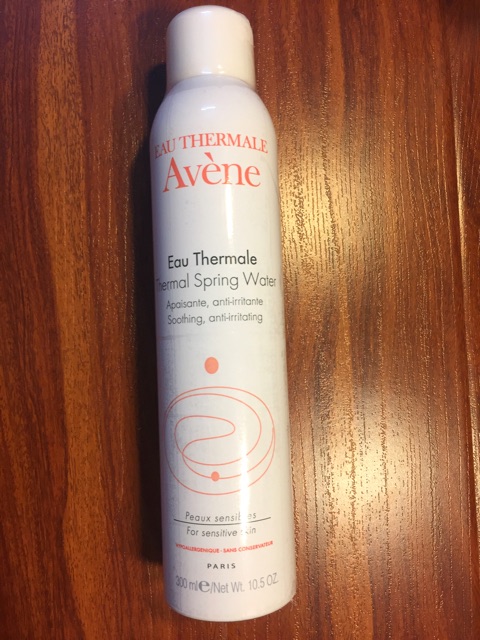 EAU THERMALE
Avène
Eau Thermale
Thermal Spring Water
Apaisante, anti-irritante
Soothing, anti-irritating
Peaux sensibles
For sensitive skin
HYPOALLERGENIQUE - SANS CONSERVATEUR
PARIS
300 ml e/Net Wt. 10.5 OZ.